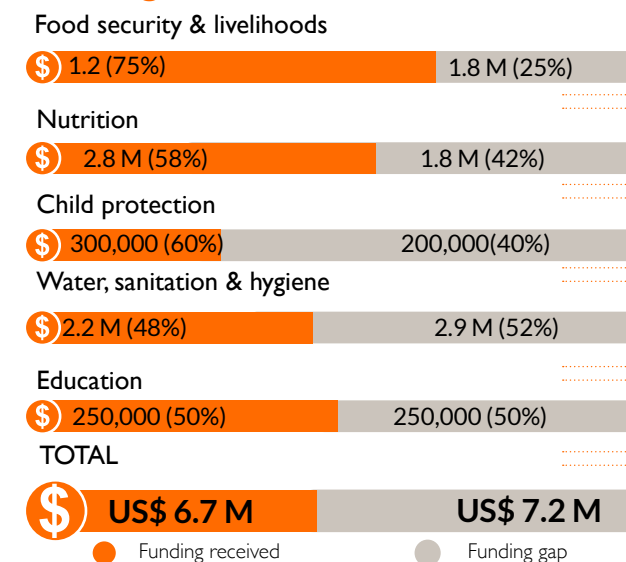 Food security & livelihoods
$ 1.2 (75%) 1.8 M (25%)
Nutrition
$ 2.8 M (58%) 1.8 M (42%)
Child protection
$ 300,000 (60%) 200,000(40%)
Water, sanitation & hygiene
$ 2.2 M (48%) 2.9 M (52%)
Education
$ 250,000 (50%) 250,000 (50%)
TOTAL
$ US$ 6.7 M US$ 7.2 M
Funding received Funding gap